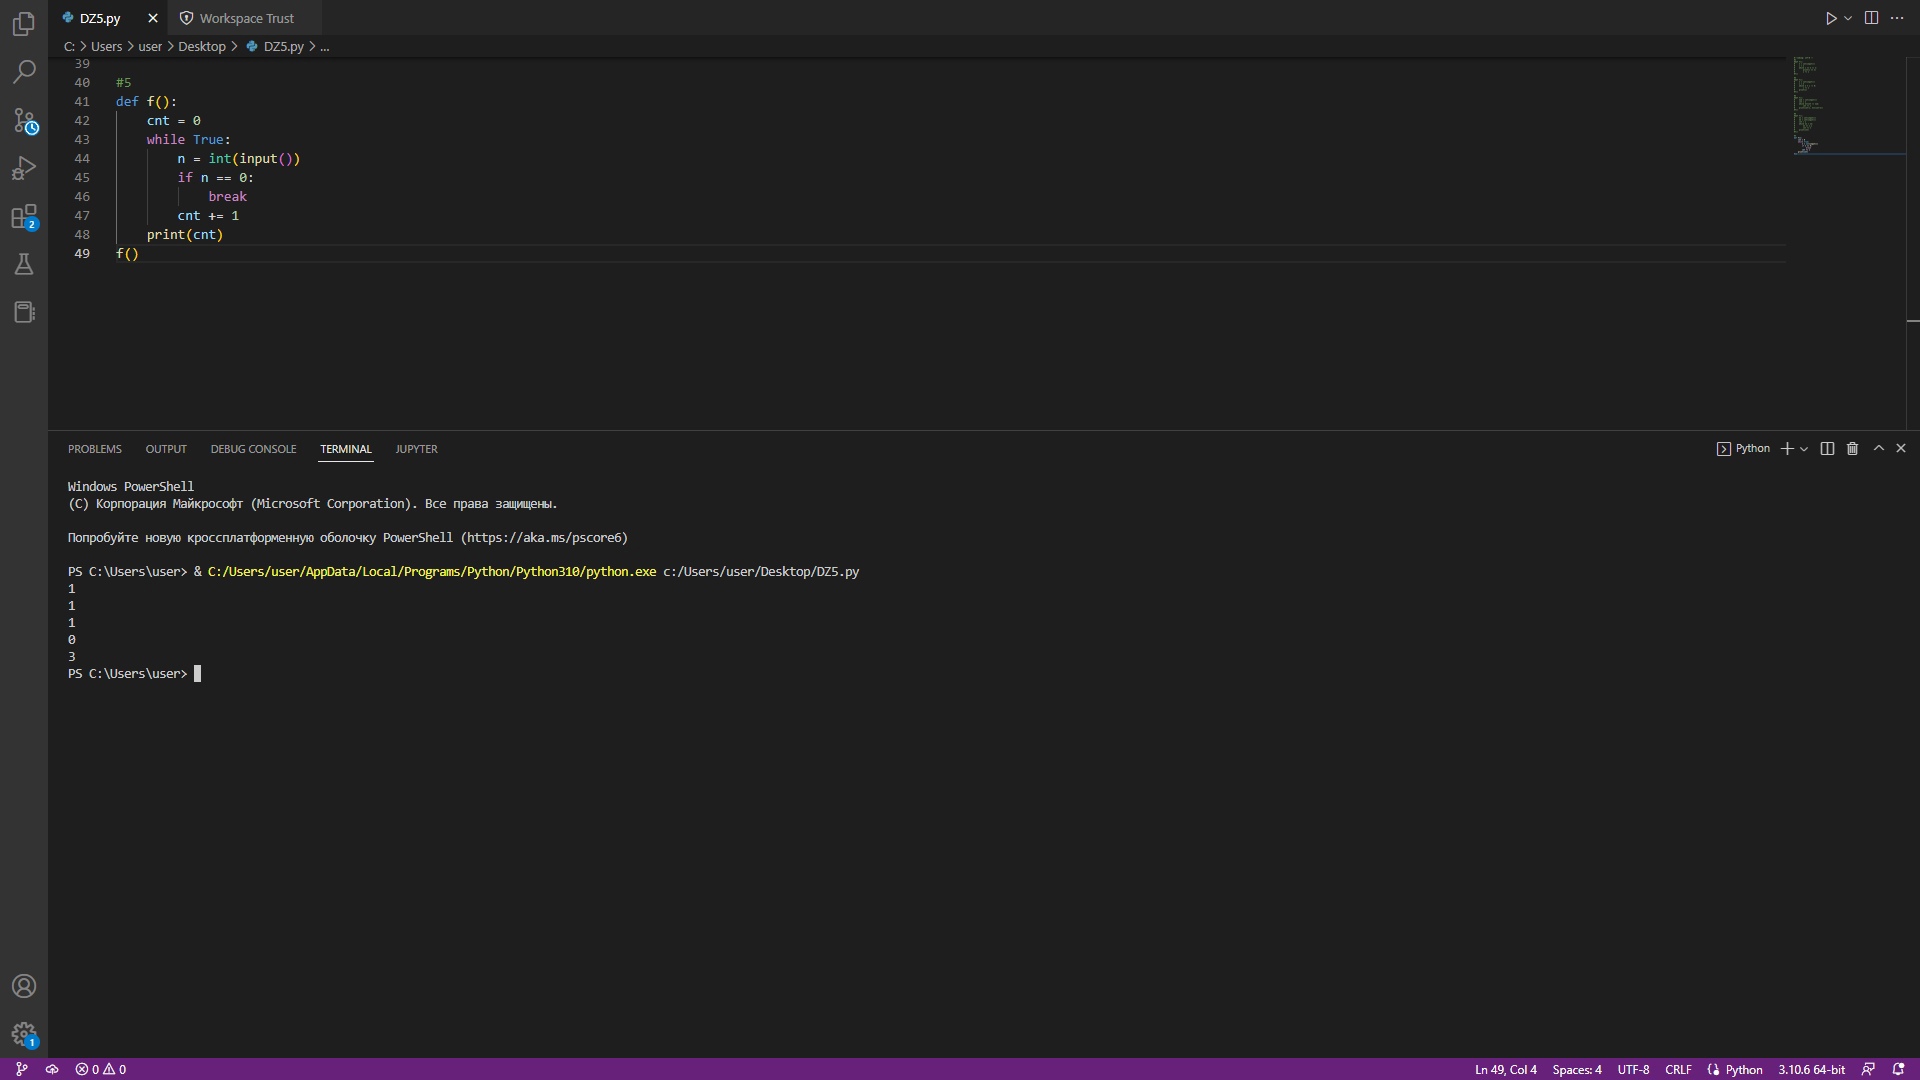 DZ5.py
Workspace Trust
C: > Users > user > Desktop > DZ5.py > ...
39
40 #5
41 def f():
42     cnt = 0
43     while True:
44         n = int(input())
45         if n == 0:
46             break
47         cnt += 1
48     print(cnt)
49 f()
2
PROBLEMS OUTPUT DEBUG CONSOLE TERMINAL JUPYTER
Python
Windows PowerShell
(C) Корпорация Майкрософт (Microsoft Corporation). Все права защищены.
Попробуйте новую кроссплатформенную оболочку PowerShell (https://aka.ms/pscore6)
PS C:\Users\user> & C:/Users/user/AppData/Local/Programs/Python/Python310/python.exe c:/Users/user/Desktop/DZ5.py
1
1
1
0
3
PS C:\Users\user>
1
0 0 Ln 49, Col 4 Spaces: 4 UTF-8 CRLF Python 3.10.6 64-bit